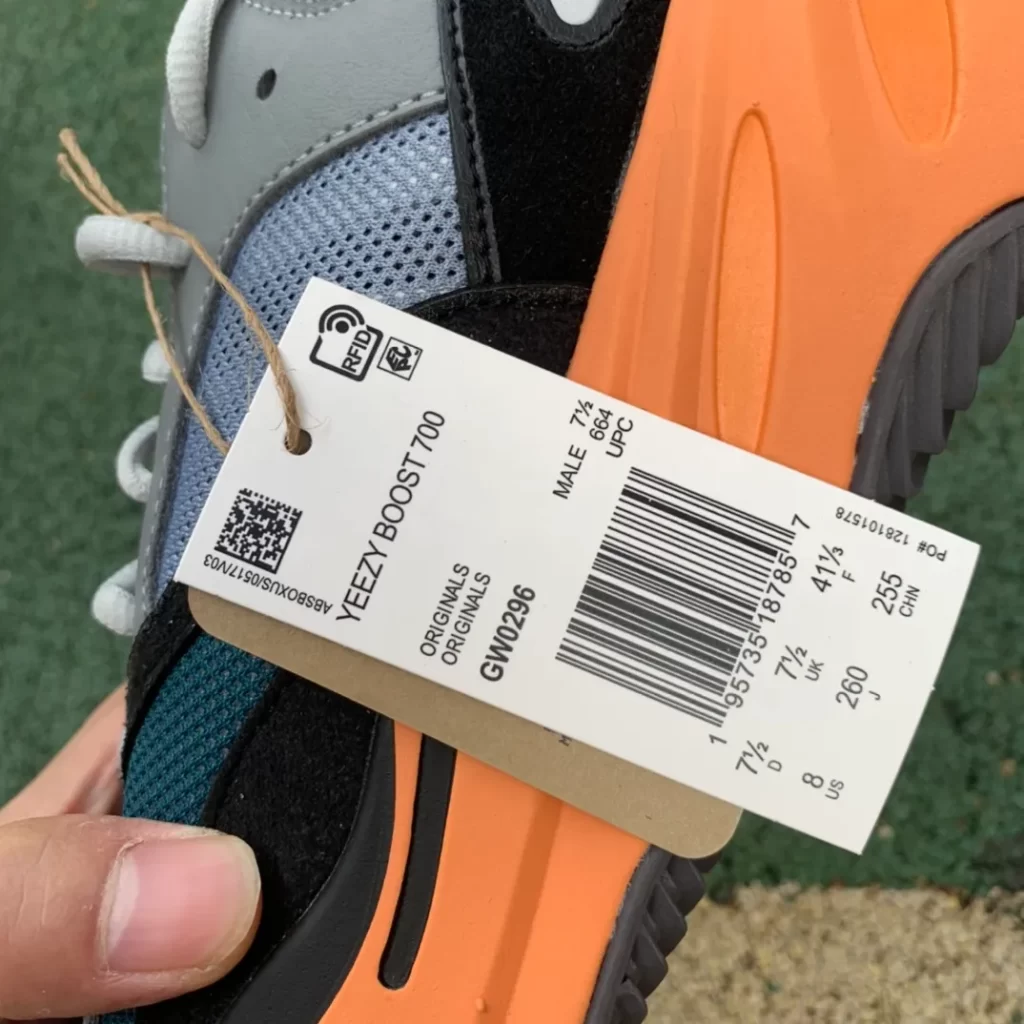 RFID
ABSBOXUS/0517/V03
YEEZY BOOST 700
ORIGINALS
ORIGINALS
GW0296
MALE 7½
664
UPC
1 95735 18785 7
7½ D
7½ UK
41⅓ F
8 US
260 J
255 CHN
PO# 128101578